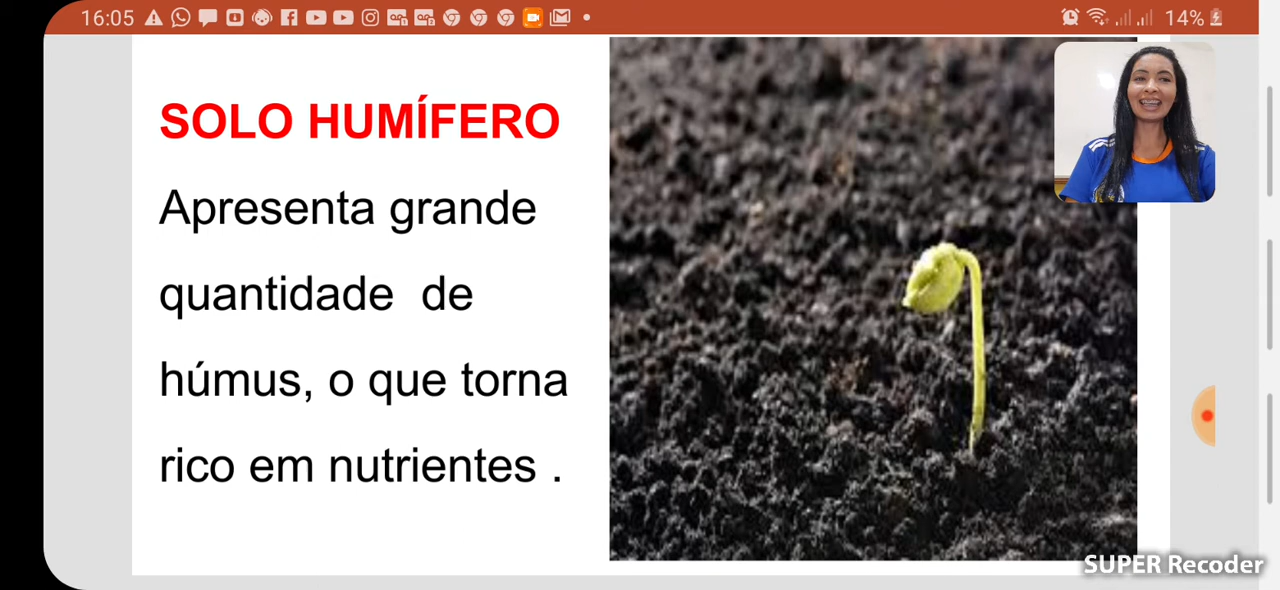 16:05
14%
SOLO HUMÍFERO
Apresenta grande
quantidade de
húmus, o que torna
rico em nutrientes .
SUPER Recoder